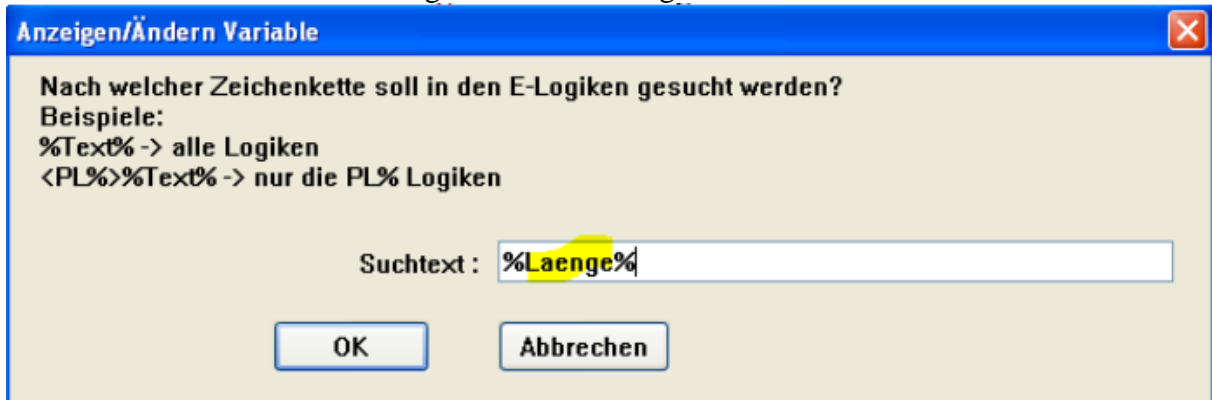 Anzeigen/Ändern Variable
Nach welcher Zeichenkette soll in den E-Logiken gesucht werden?
Beispiele:
%Text% -> alle Logiken
<PL%>%Text% -> nur die PL% Logiken
Suchtext : %Laenge%
OK Abbrechen